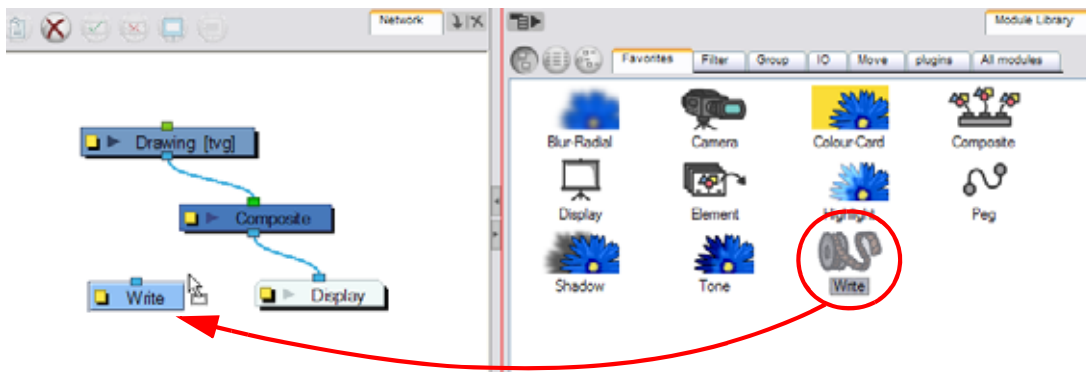 Network
Module Library
Favorites Filter Group IO Move plugins All modules
Drawing [tvg]
Composite
Write
Display
Blur-Radial Camera Colour-Card Composite
Display Element Highlight Peg
Shadow Tone Write